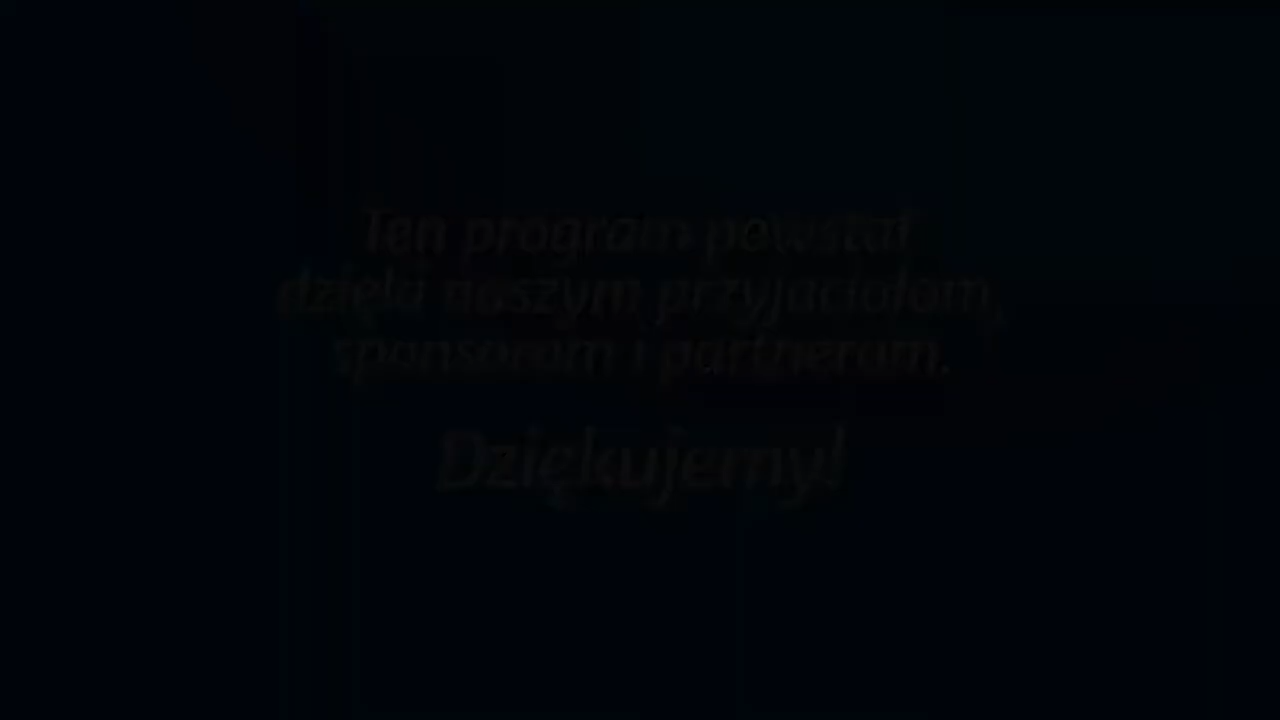 Ten program powstał
dzięki naszym przyjaciołom,
sponsorom i partnerom.
Dziękujemy!